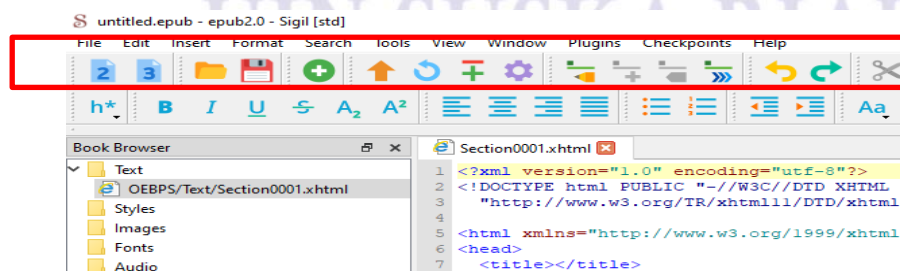 untitled.epub - epub2.0 - Sigil [std]
File Edit Insert Format Search Tools View Window Plugins Checkpoints Help
2 3
h* B I U S A2 A² Aa
Book Browser
Section0001.xhtml
Text
OEBPS/Text/Section0001.xhtml
Styles
Images
Fonts
Audio
1 <?xml version="1.0" encoding="utf-8"?>
2 <!DOCTYPE html PUBLIC "-//W3C//DTD XHTML
3 "http://www.w3.org/TR/xhtml11/DTD/xhtml
4
5 <html xmlns="http://www.w3.org/1999/xhtml
6 <head>
7 <title></title>